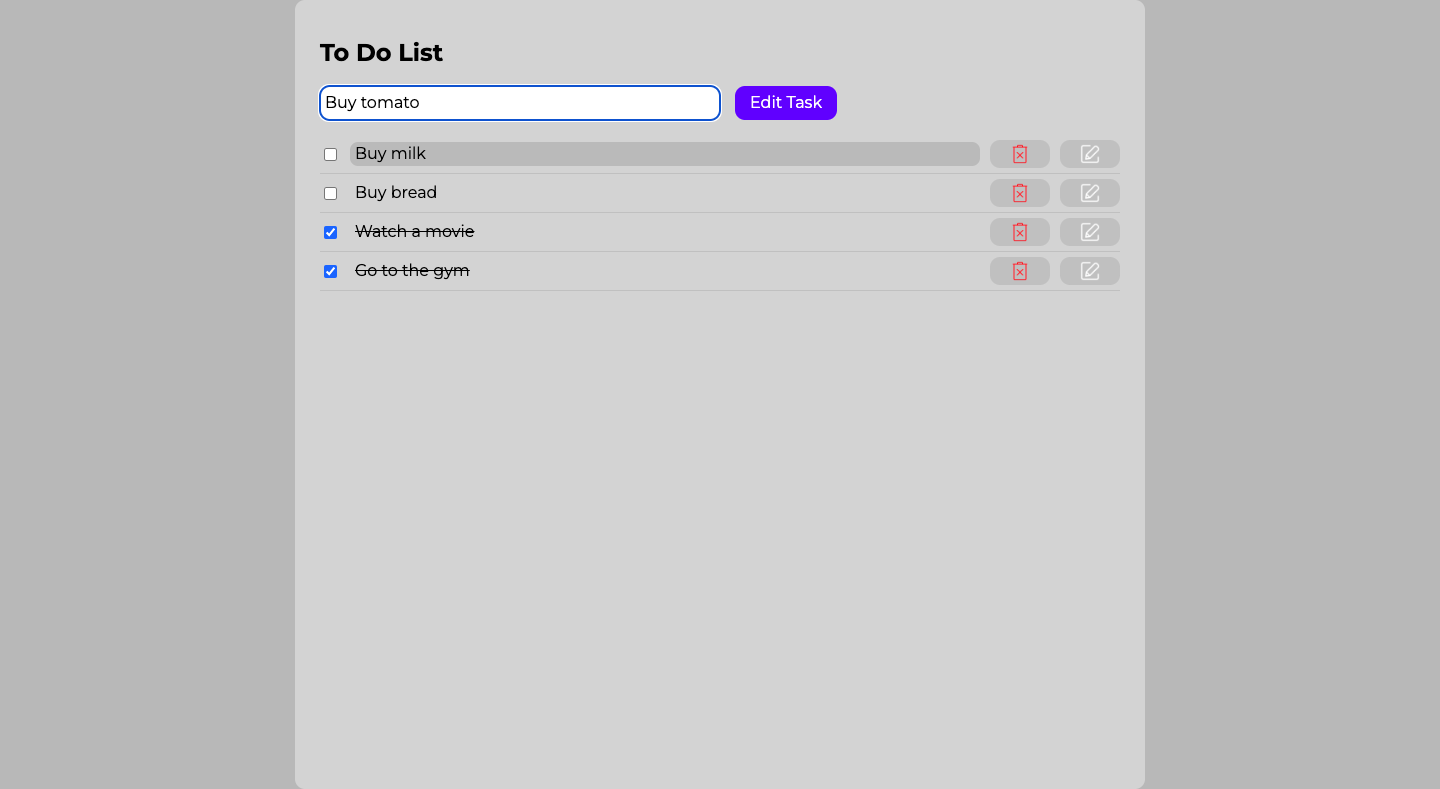 To Do List
Buy tomato Edit Task
Buy milk
Buy bread
Watch a movie
Go to the gym